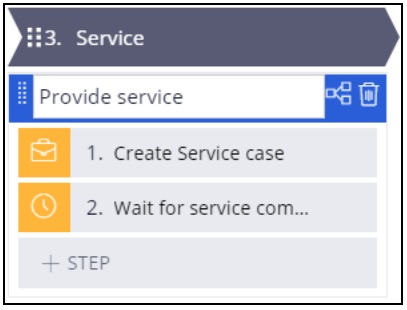 3. Service
Provide service
1. Create Service case
2. Wait for service com...
+ STEP